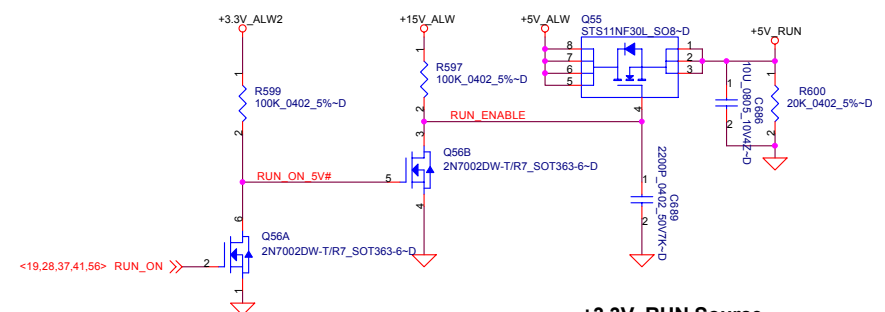 +3.3V_ALW2
+15V_ALW
+5V_ALW
Q55
STS11NF30L_SO8~D
+5V_RUN
8
7
6
5
1
2
3
4
1
R599
100K_0402_5%~D
2
1
R597
100K_0402_5%~D
2
RUN_ENABLE
1
2
10U_0805_10V4Z~D
C686
1
R600
20K_0402_5%~D
2
3
Q56B
2N7002DW-T/R7_SOT363-6~D
5
4
RUN_ON_5V#
1
2
2200P_0402_50V7K~D
C689
6
Q56A
2N7002DW-T/R7_SOT363-6~D
<19,28,37,41,56> RUN_ON
2
1
+3.3V_RUN Source